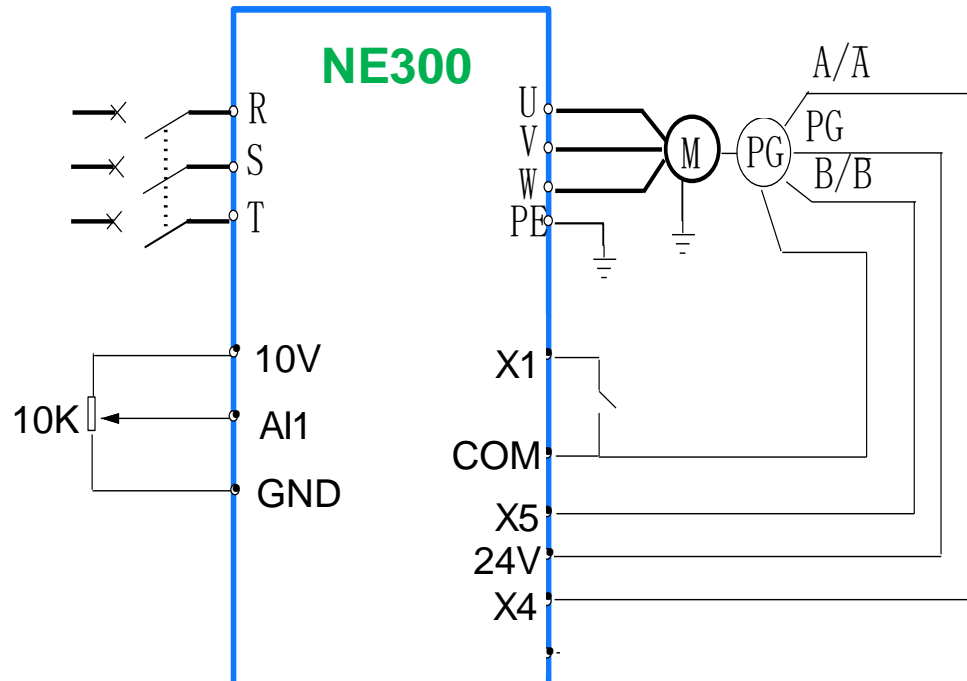 NE300
R
S
T
U
V
W
PE
M
PG
A/A̅
PG
B/B̅
10V
10K
AI1
GND
X1
COM
X5
24V
X4